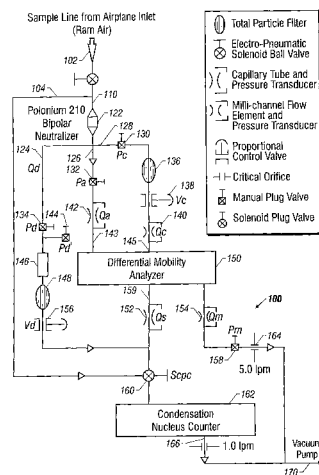 Sample Line from Airplane Inlet
(Ram Air)
102
104
110
Polonium 210
Bipolar
Neutralizer
122
128
130
124
126
Pc
Qd
132
Pa
136
138
Vc
134
144
Pd
Pd'
142
Qa
143
140
Qc
145
146
148
Differential Mobility
Analyzer
150
156
Vd
159
152
Qs
154
Qm
100
Pm
158
164
5.0 lpm
160
Scpc
162
Condensation
Nucleus Counter
166
1.0 lpm
Vacuum
Pump
170
Total Particle Filter
Electro-Pneumatic
Solenoid Ball Valve
Capillary Tube and
Pressure Transducer
Milli-channel Flow
Element and
Pressure Transducer
Proportional
Control Valve
Critical Orifice
Manual Plug Valve
Solenoid Plug Valve